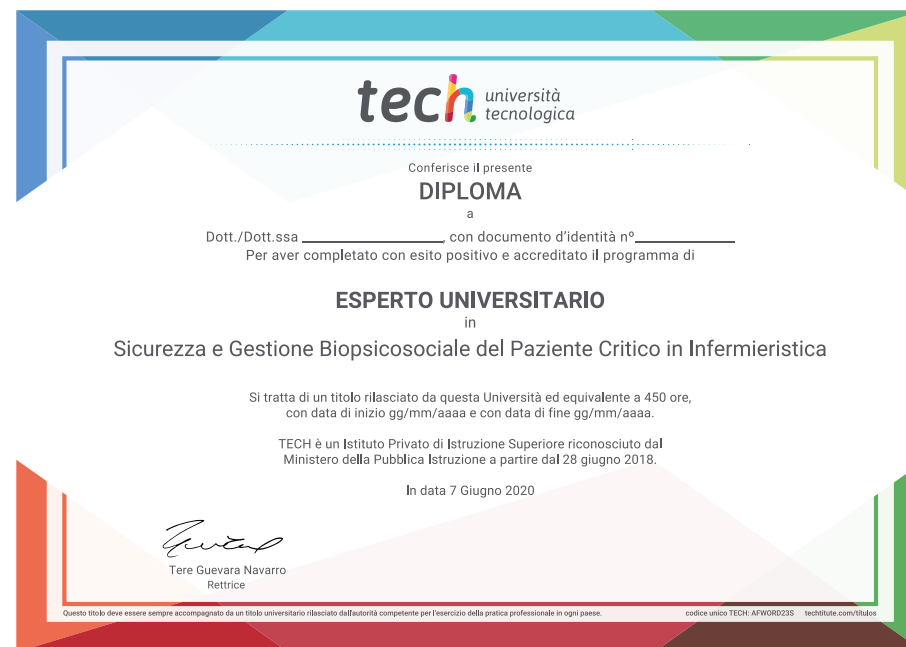 tech università
tecnologica
Conferisce il presente
DIPLOMA
a
Dott./Dott.ssa ____________, con documento d'identità nº____________
Per aver completato con esito positivo e accreditato il programma di
ESPERTO UNIVERSITARIO
in
Sicurezza e Gestione Biopsicosociale del Paziente Critico in Infermieristica
Si tratta di un titolo rilasciato da questa Università ed equivalente a 450 ore,
con data di inizio gg/mm/aaaa e con data di fine gg/mm/aaaa.
TECH è un Istituto Privato di Istruzione Superiore riconosciuto dal
Ministero della Pubblica Istruzione a partire dal 28 giugno 2018.
In data 7 Giugno 2020
Tere Guevara Navarro
Rettrice
Questo titolo deve essere sempre accompagnato da un titolo universitario rilasciato dall'autorità competente per l'esercizio della pratica professionale in ogni paese. codice unico TECH: AFWORD23S techtitute.com/titulos